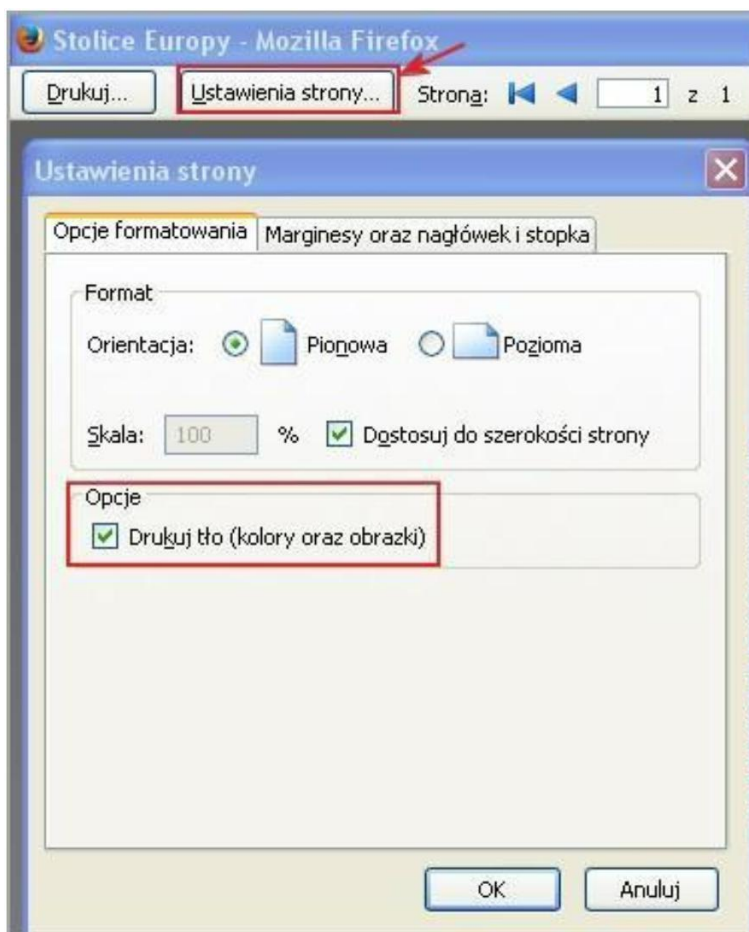 Stolice Europy - Mozilla Firefox
Drukuj... Ustawienia strony... Strona: 1 z 1
Ustawienia strony
Opcje formatowania Marginesy oraz nagłówek i stopka
Format
Orientacja: Pionowa Pozioma
Skala: 100 % Dostosuj do szerokości strony
Opcje
Drukuj tło (kolory oraz obrazki)
OK Anuluj